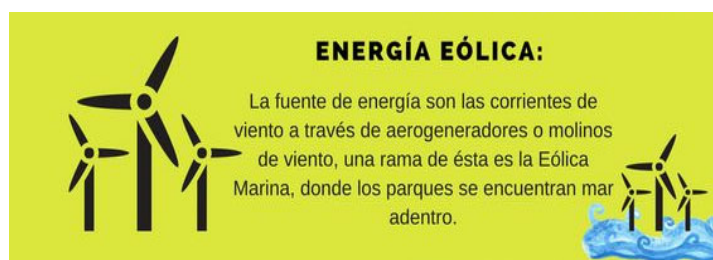 ENERGÍA EÓLICA:
La fuente de energía son las corrientes de
viento a través de aerogeneradores o molinos
de viento, una rama de ésta es la Eólica
Marina, donde los parques se encuentran mar
adentro.